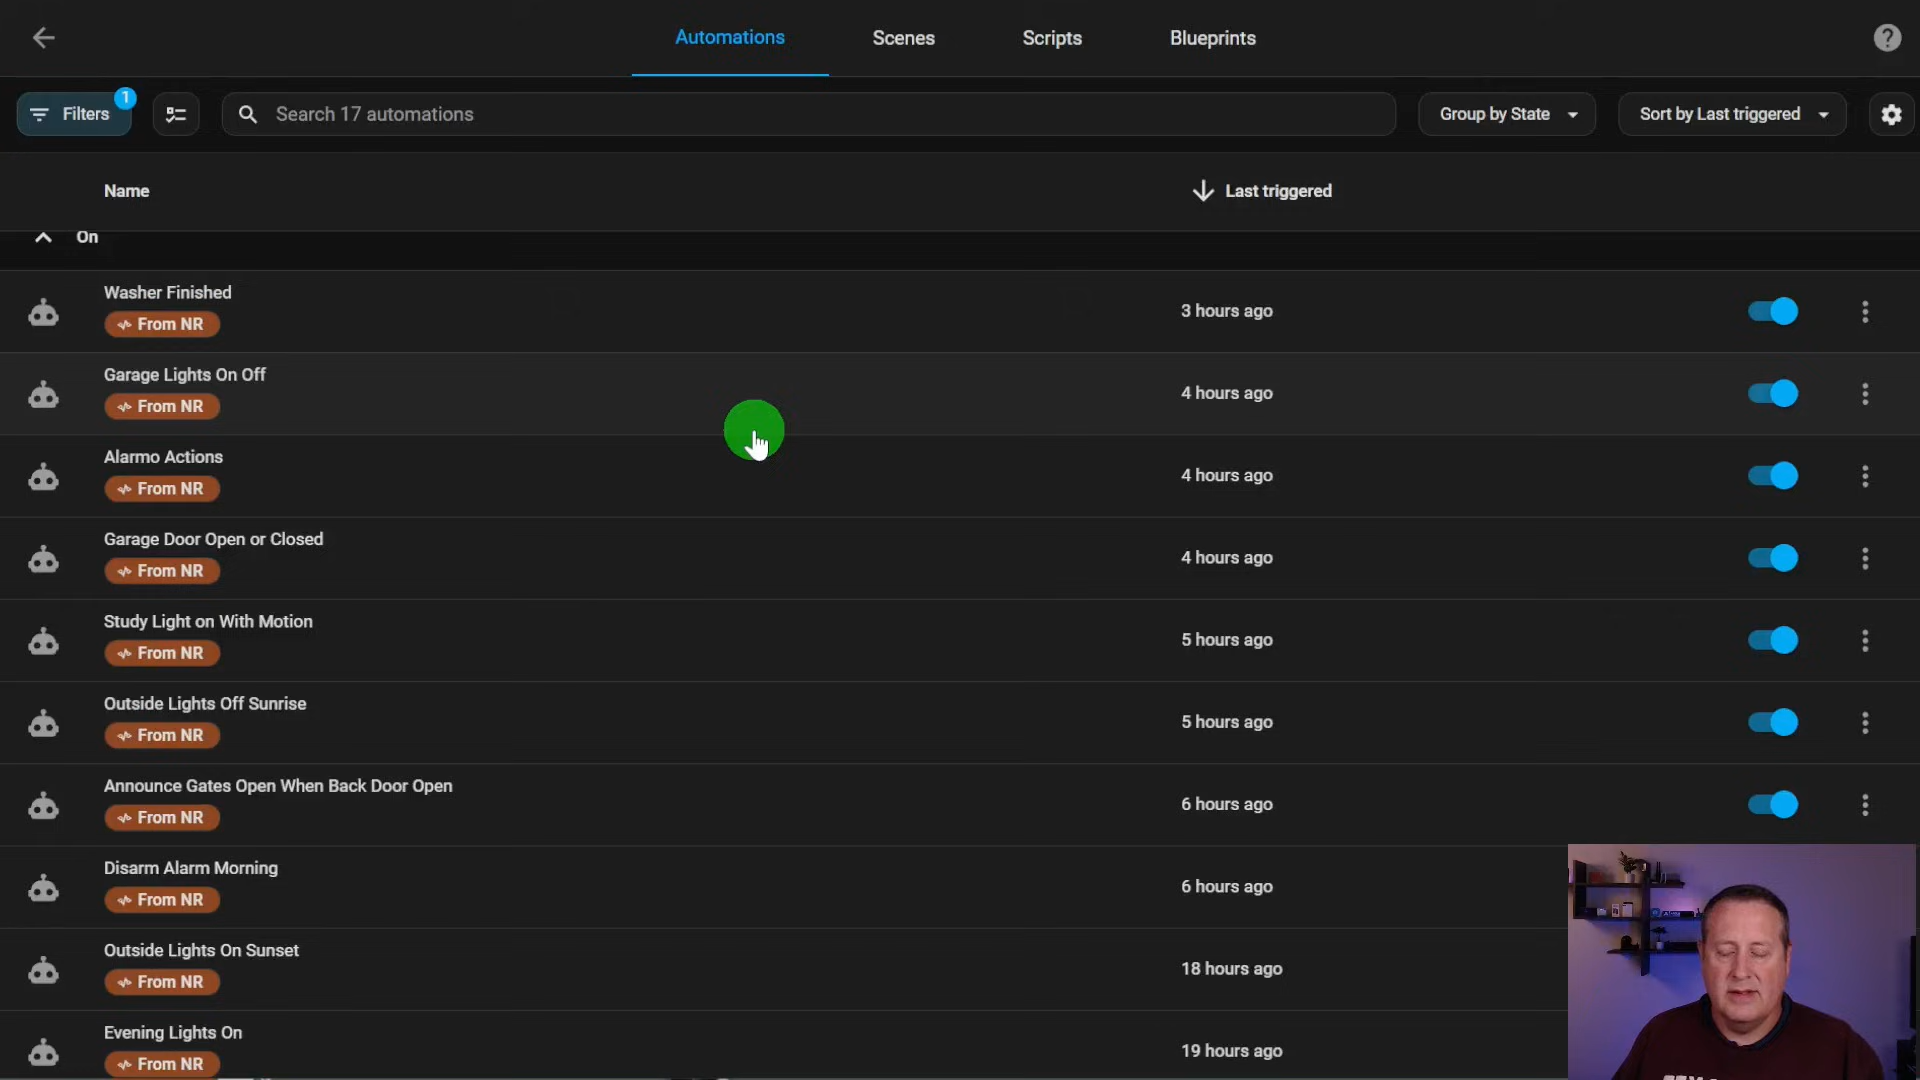 Automations
Scenes
Scripts
Blueprints
?
Filters
1
Search 17 automations
Group by State
Sort by Last triggered
Name
Last triggered
On
Washer Finished
From NR
3 hours ago
Garage Lights On Off
From NR
4 hours ago
Alarmo Actions
From NR
4 hours ago
Garage Door Open or Closed
From NR
4 hours ago
Study Light on With Motion
From NR
5 hours ago
Outside Lights Off Sunrise
From NR
5 hours ago
Announce Gates Open When Back Door Open
From NR
6 hours ago
Disarm Alarm Morning
From NR
6 hours ago
Outside Lights On Sunset
From NR
18 hours ago
Evening Lights On
From NR
19 hours ago